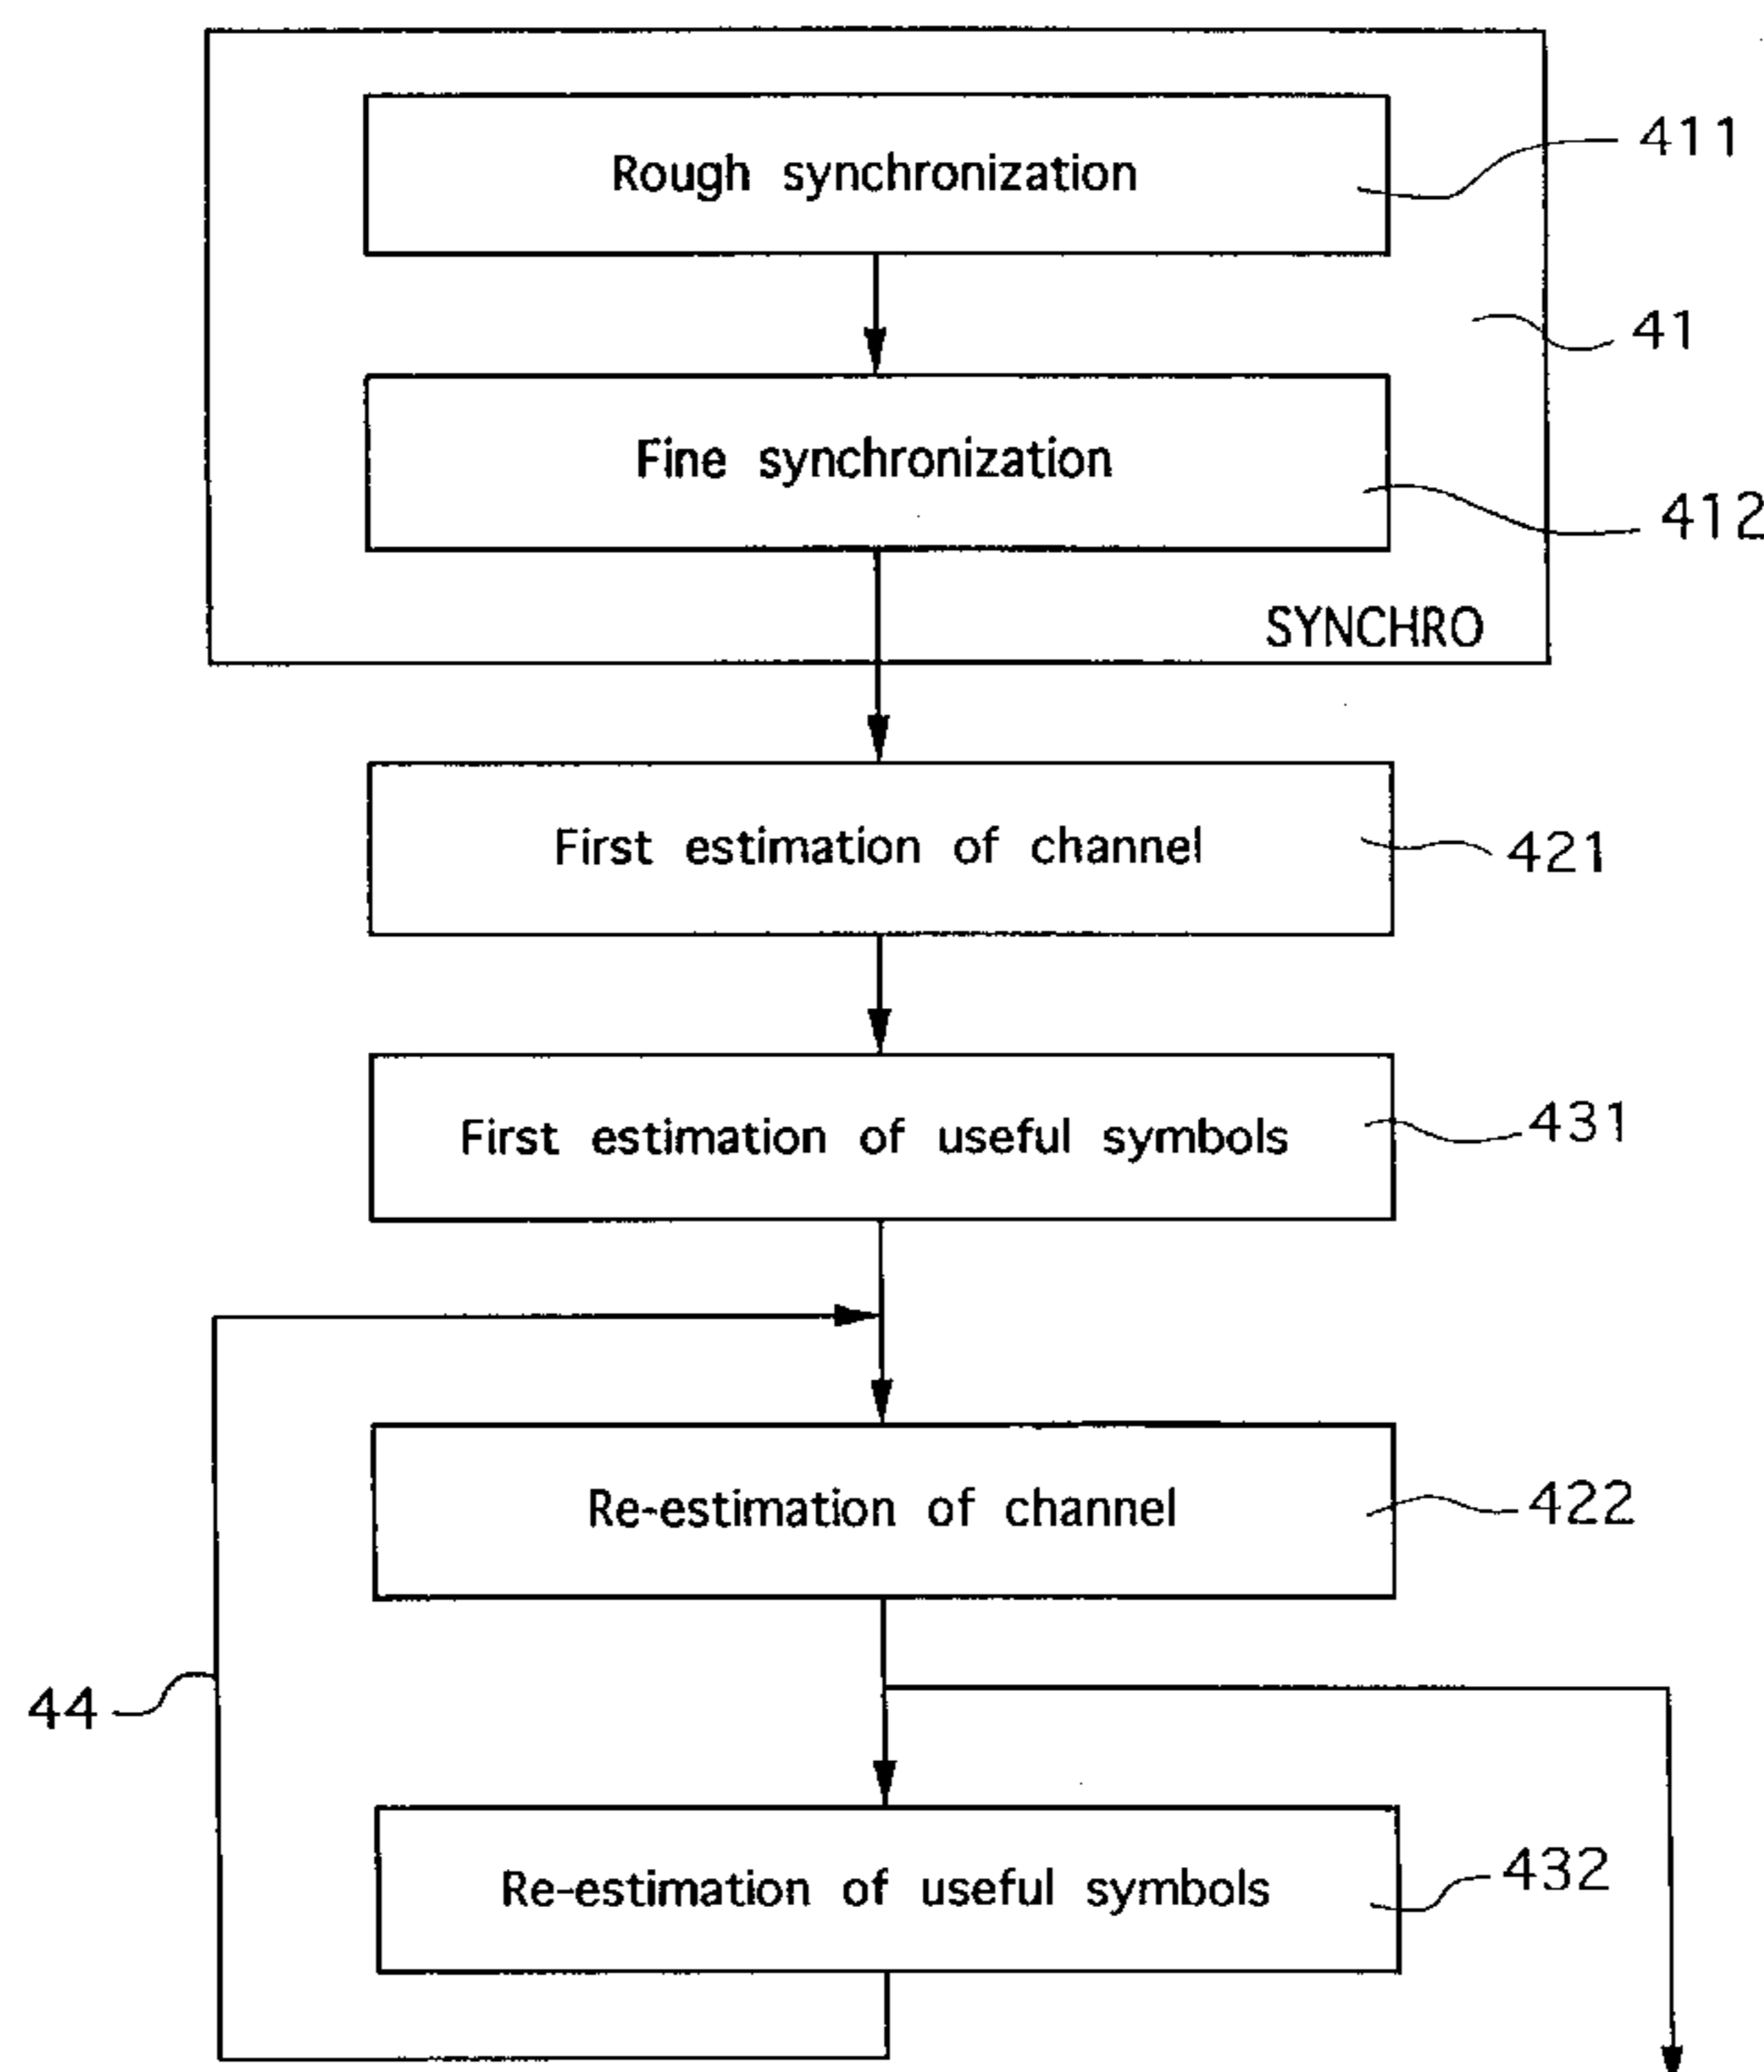 Rough synchronization
411
41
Fine synchronization
412
SYNCHRO
First estimation of channel
421
First estimation of useful symbols
431
Re-estimation of channel
422
44
Re-estimation of useful symbols
432